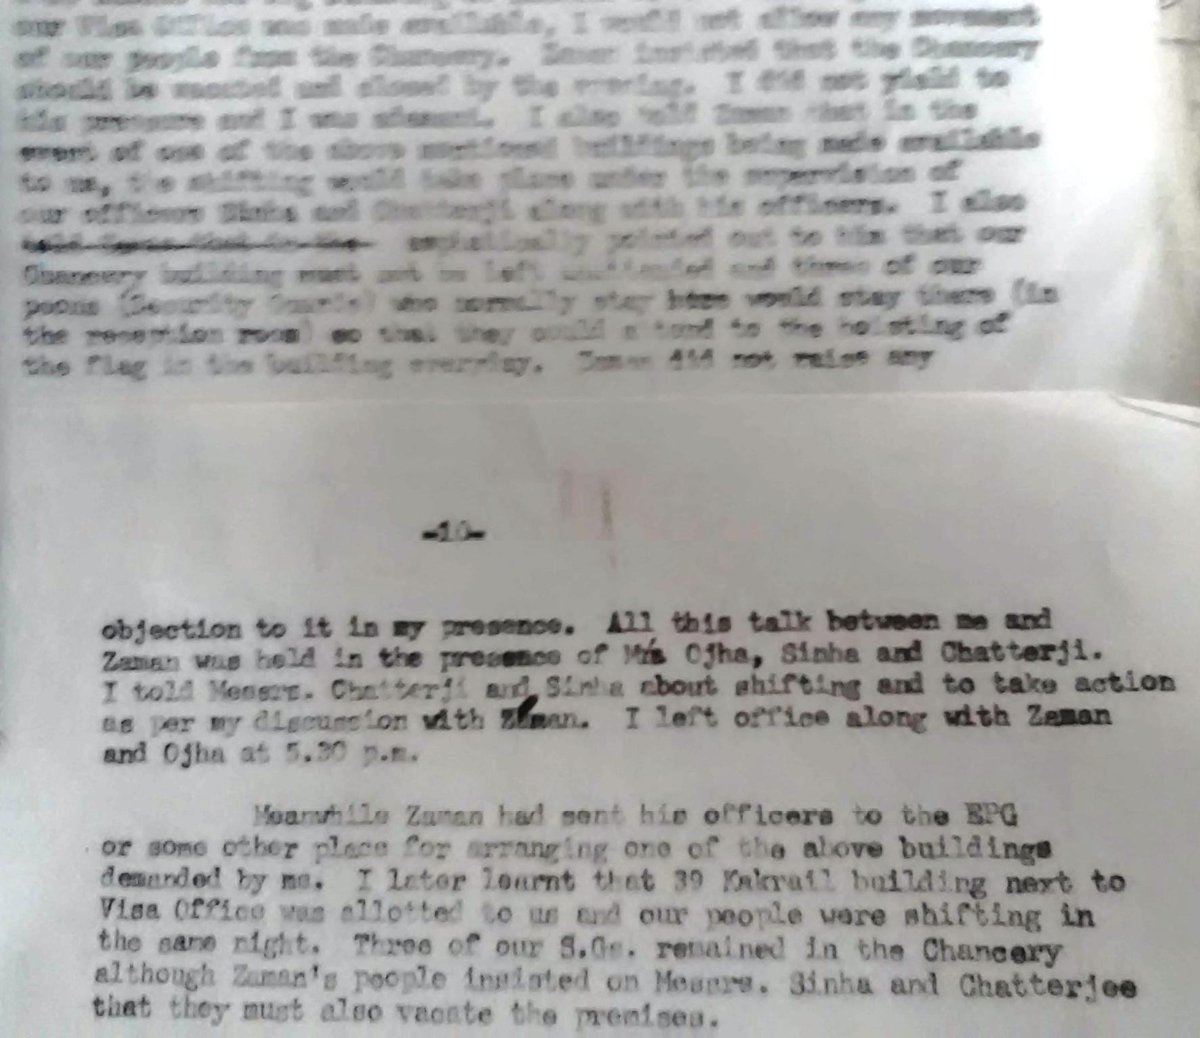 our Visa Office was made available, I would not allow any movement
of our people from the Chancery. Zaman insisted that the Chancery
should be vacated and closed by the evening. I did not yield to
his pressure and I was adamant. I also told Zaman that in the
event of one of the above mentioned buildings being made available
to us, the shifting would take place under the supervision of
our officers Sinha and Chatterji along with his officers. I also
emphatically pointed out to him that our
Chancery building must not be left unattended and three of our
peons (Security Guards) who normally stay here would stay there (in
the reception room) so that they could attend to the hoisting of
the flag in the building everyday. Zaman did not raise any
-10-
objection to it in my presence. All this talk between me and
Zaman was held in the presence of Mrs Ojha, Sinha and Chatterji.
I told Messrs. Chatterji and Sinha about shifting and to take action
as per my discussion with Zaman. I left office along with Zaman
and Ojha at 5.30 p.m.
Meanwhile Zaman had sent his officers to the EPG
or some other place for arranging one of the above buildings
demanded by me. I later learnt that 39 Kakrail building next to
Visa Office was allotted to us and our people were shifting in
the same night. Three of our S.Gs. remained in the Chancery
although Zaman's people insisted on Messrs. Sinha and Chatterjee
that they must also vacate the premises.